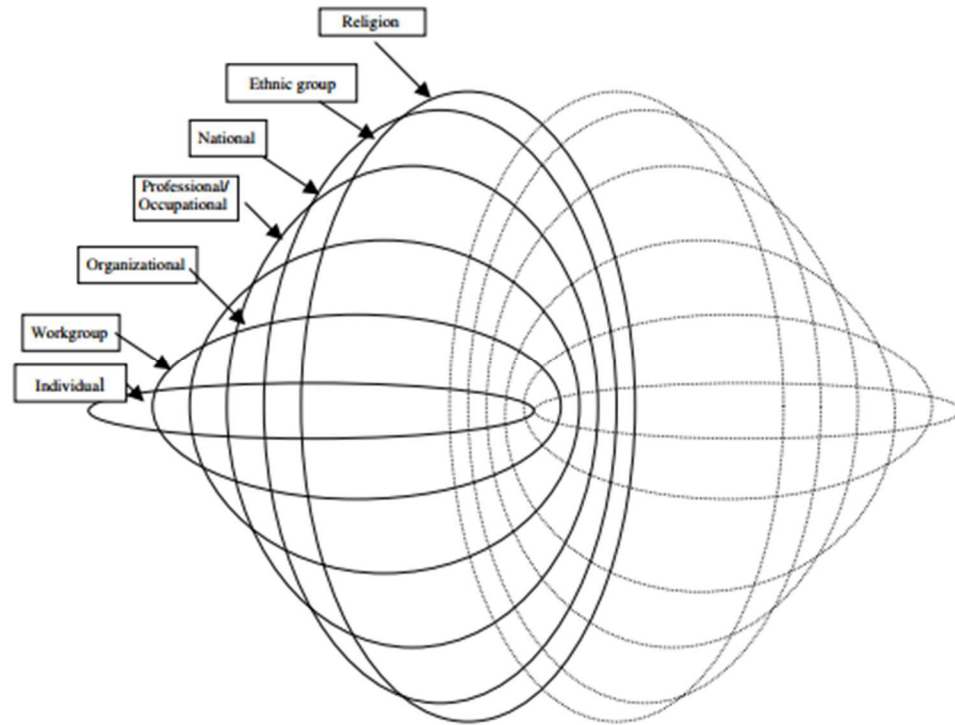 Religion
Ethnic group
National
Professional/
Occupational
Organizational
Workgroup
Individual